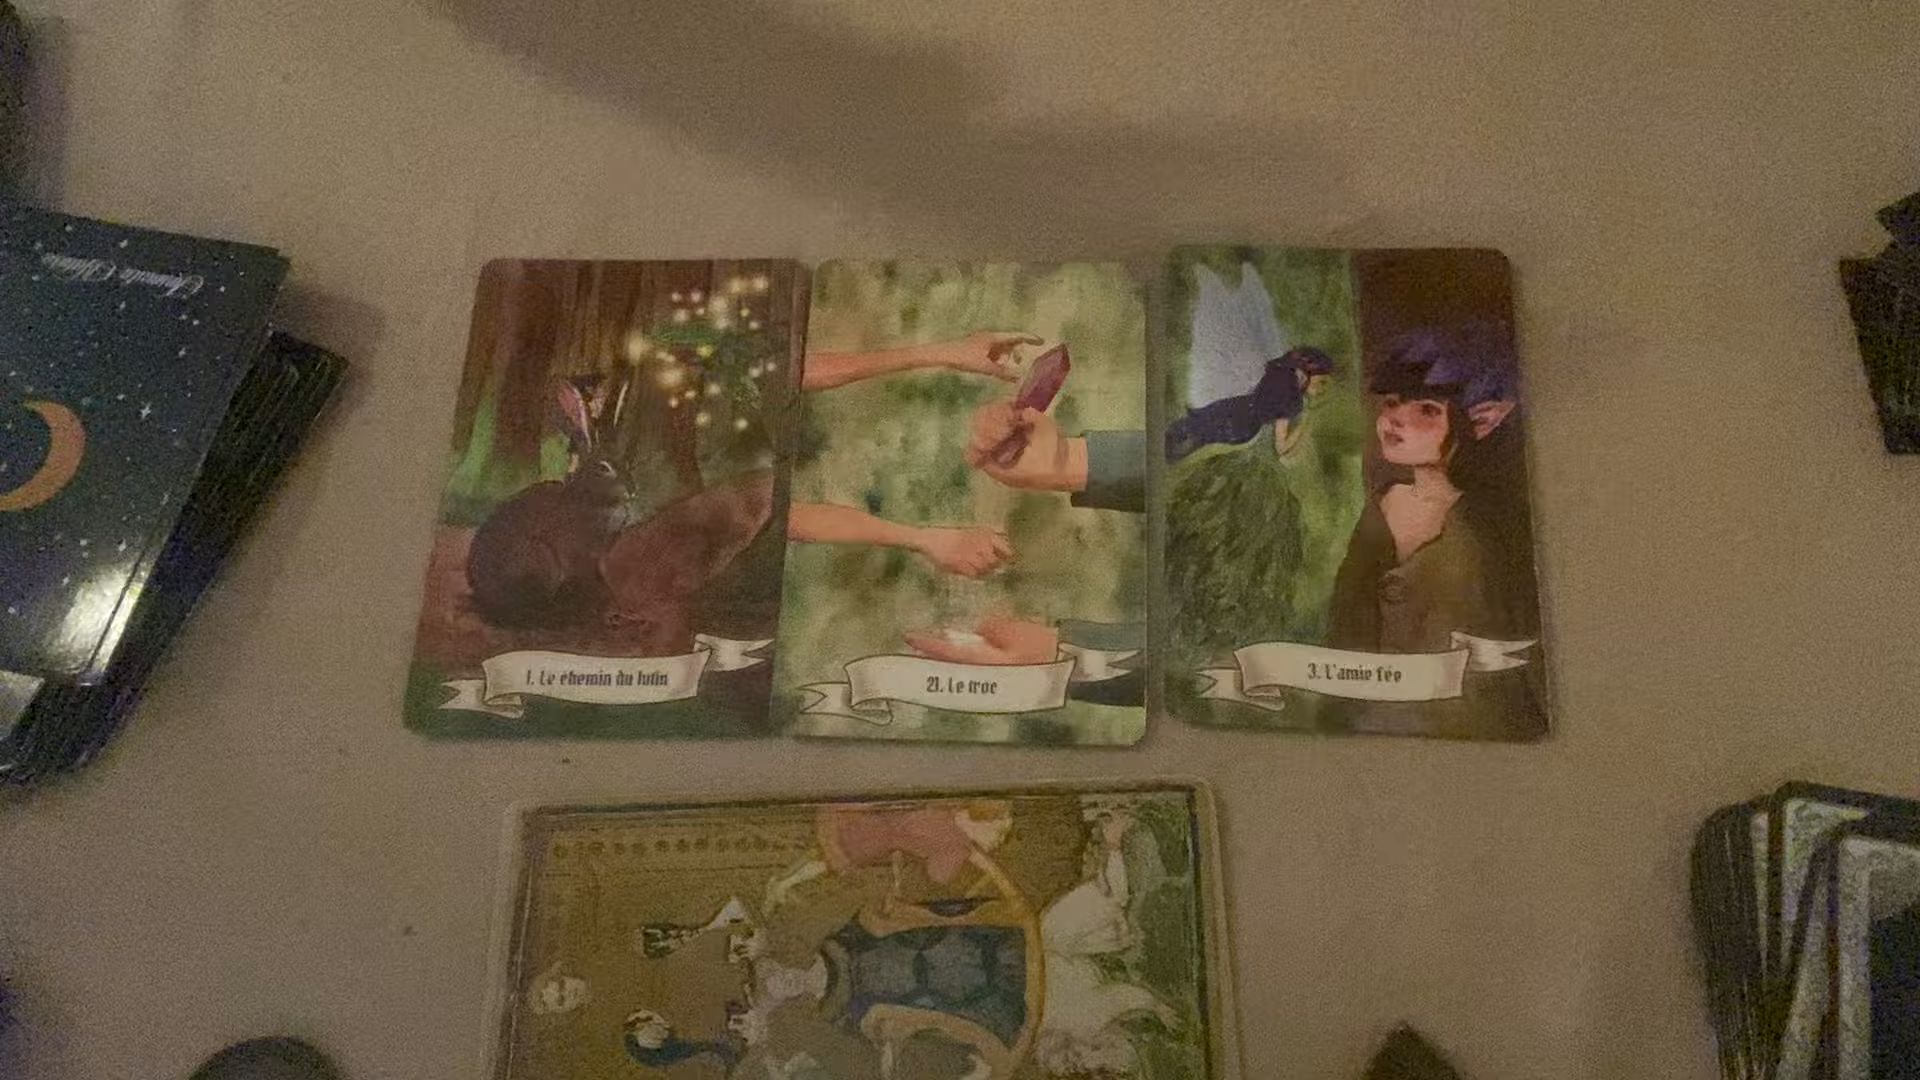 1. Le chemin du lutin
21. Le troc
3. L'amie fée